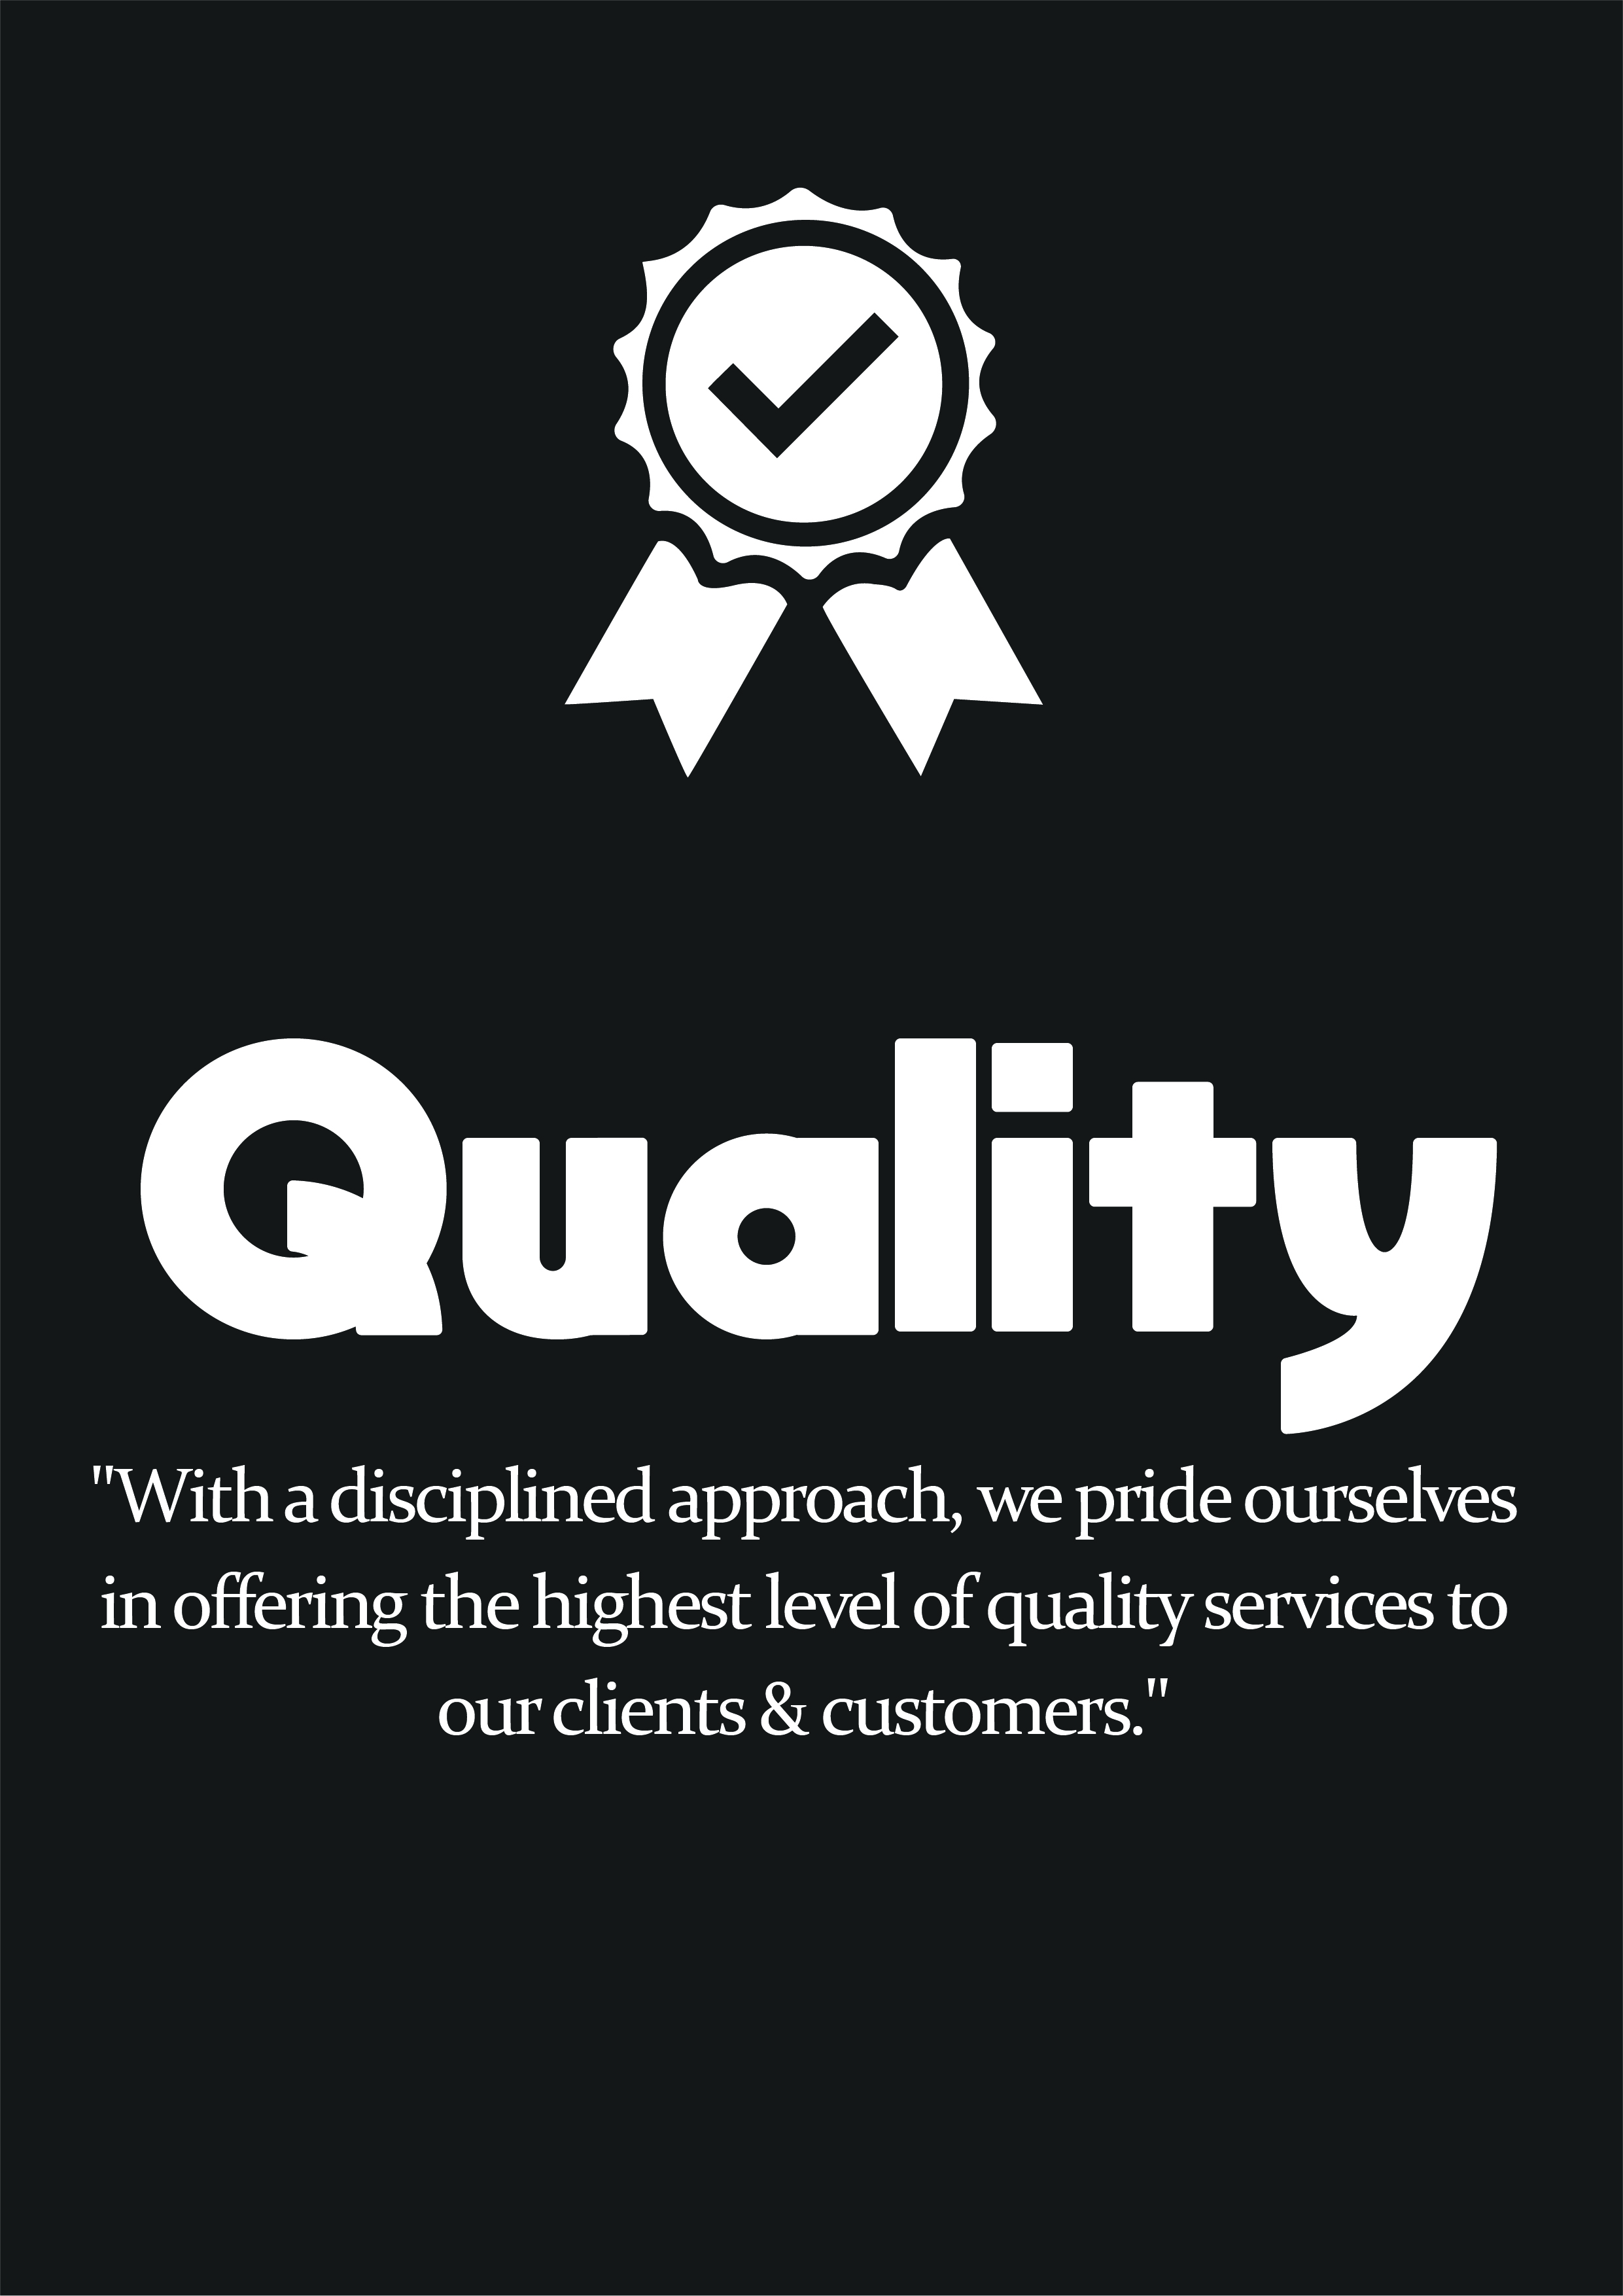 Quality
"With a disciplined approach, we pride ourselves
in offering the highest level of quality services to
our clients & customers."